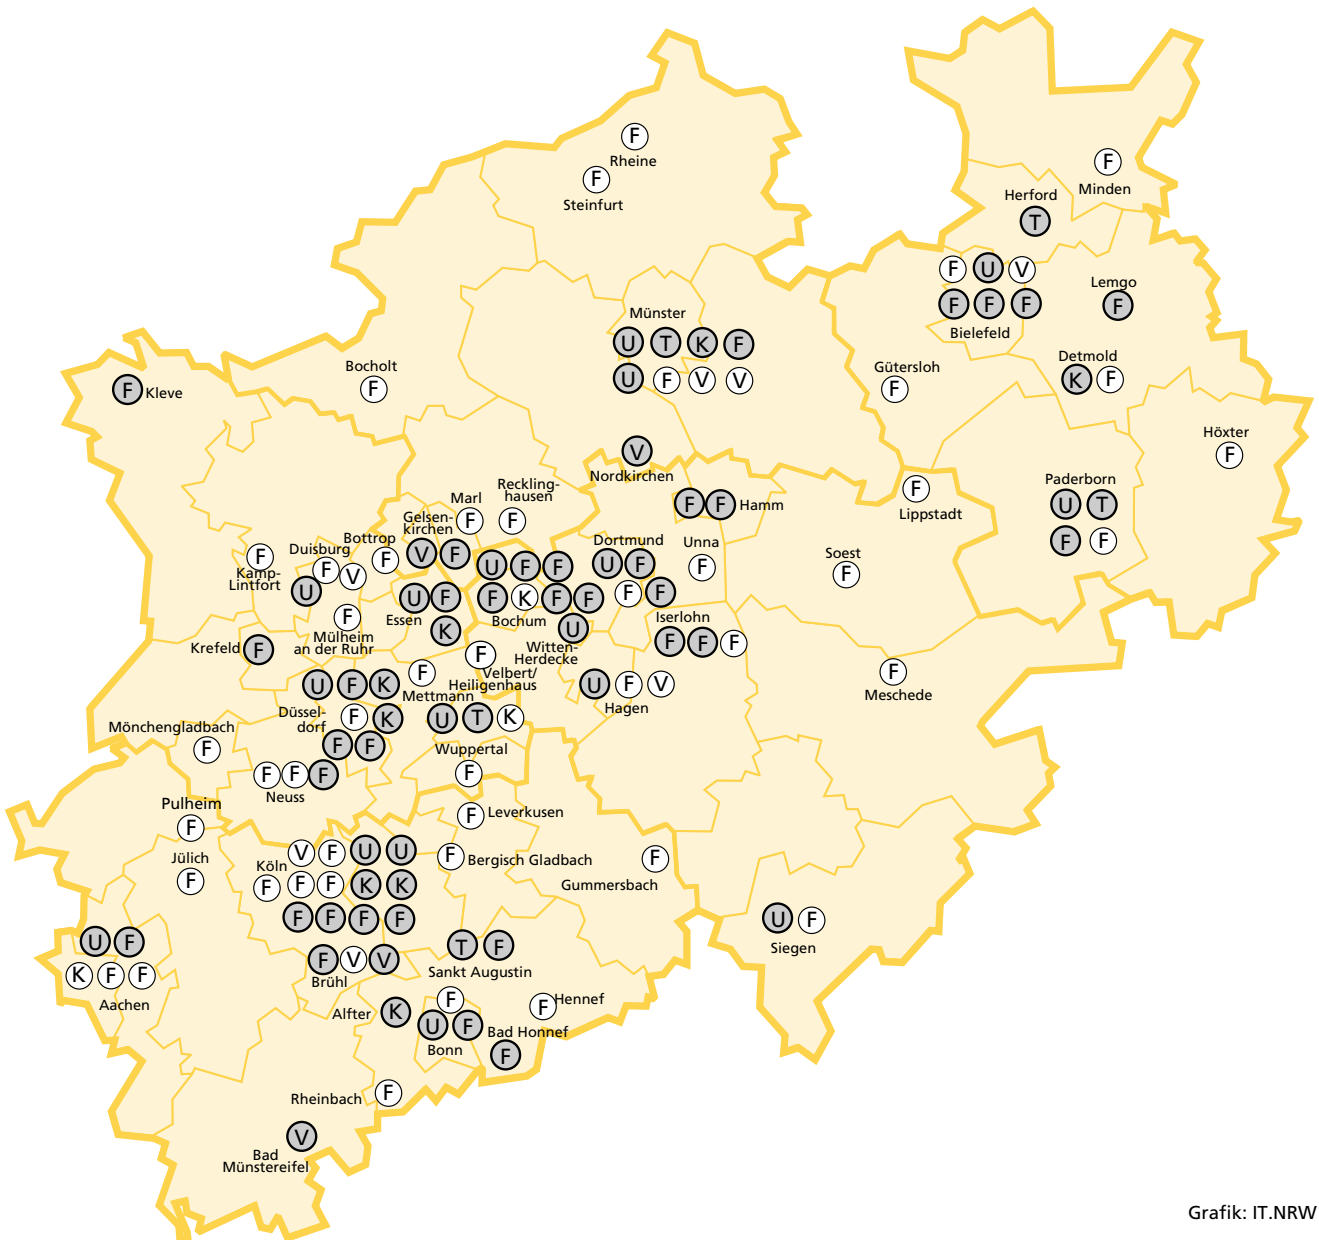 F
Rheine
F
Steinfurt
F
Minden
Herford
T
F U V
F F F
Bielefeld
Lemgo
F
Münster
U T K F
U F V V
Detmold
K F
Gütersloh
F
Bocholt
F
F Kleve
Höxter
F
V
Nordkirchen
F F Hamm
F
Lippstadt
Paderborn
U T
F F
Marl
F
Reckling-
hausen
F
Gelsen-
kirchen
V F
Bottrop
F
Duisburg
F V
U
F
Kamp-
Lintfort
Dortmund
U F
F F
Unna
F
Soest
F
U F F
F K F F
Bochum
U F
Essen
K
F
Mülheim
an der Ruhr
U
Witten-
Herdecke
Iserlohn
F F F
Krefeld F
F
Velbert/
Heiligenhaus
F
Mettmann
U F V
Hagen
F
Meschede
U F K
Düssel-
dorf
F K
F F
U T K
Wuppertal
F
Mönchengladbach
F
F F F
Neuss
Pulheim
F
F Leverkusen
Jülich
F
Köln
V F U U
F F F K K
F F F F
F Bergisch Gladbach
F
Gummersbach
U F
Siegen
U F
K F F
Aachen
F V V
Brühl
T F
Sankt Augustin
Alfter K
F
U F
Bonn
F Hennef
Bad Honnef
F
Rheinbach F
V
Bad
Münstereifel
Grafik: IT.NRW